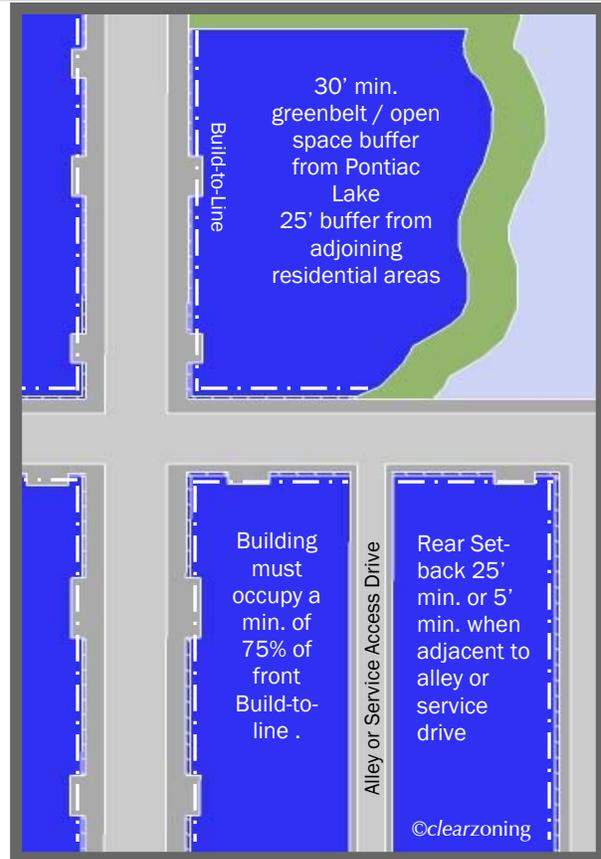 30’ min.
greenbelt / open
space buffer
from Pontiac
Lake
25’ buffer from
adjoining
residential areas
Build-to-Line
Building
must
occupy a
min. of
75% of
front
Build-to-
line .
Alley or Service Access Drive
Rear Set-
back 25’
min. or 5’
min. when
adjacent to
alley or
service
drive
©clearzoning